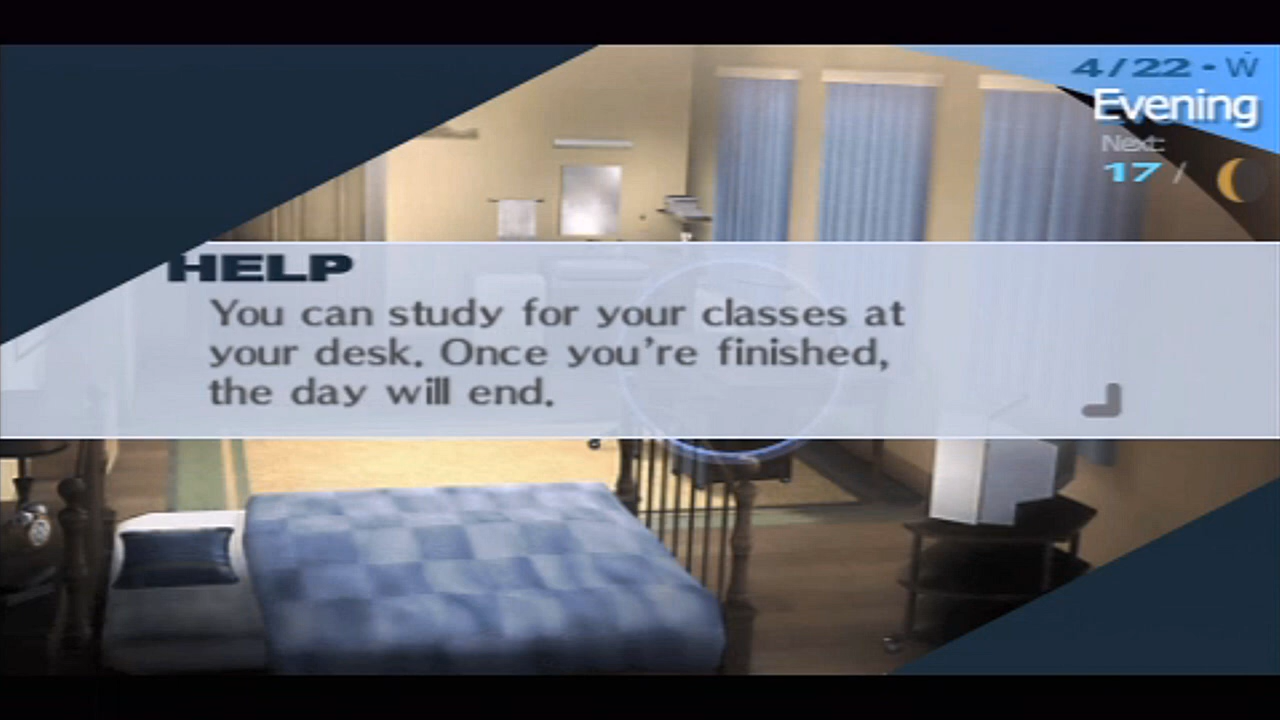 4/22 • W
Evening
Next:
17 /
HELP
You can study for your classes at
your desk. Once you're finished,
the day will end.